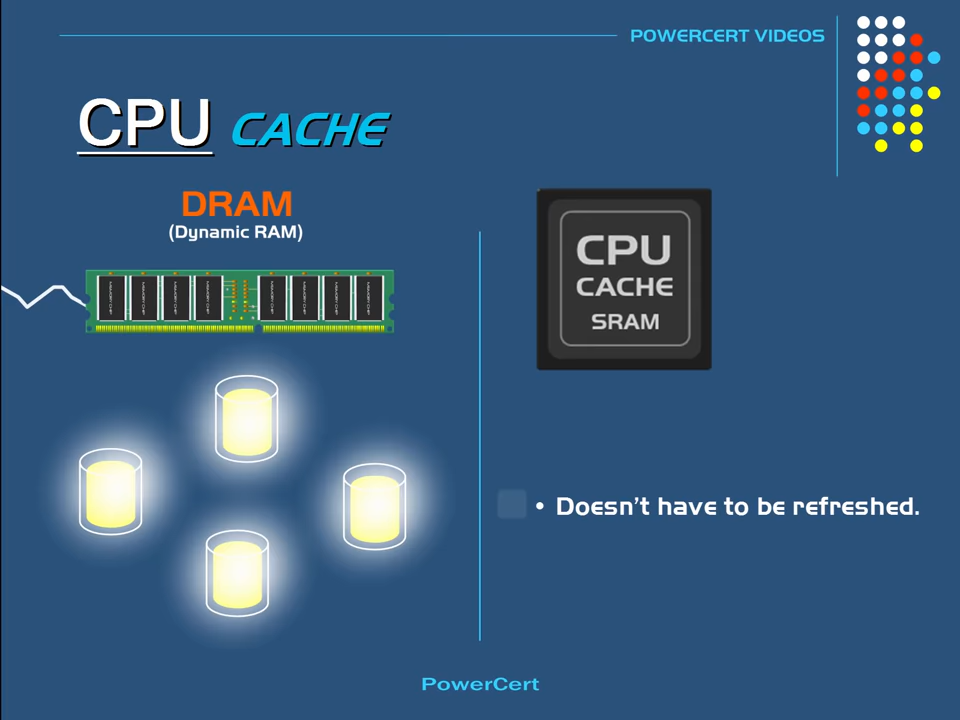 POWERCERT VIDEOS
CPU CACHE
DRAM
(Dynamic RAM)
CPU
CACHE
SRAM
• Doesn't have to be refreshed.
PowerCert